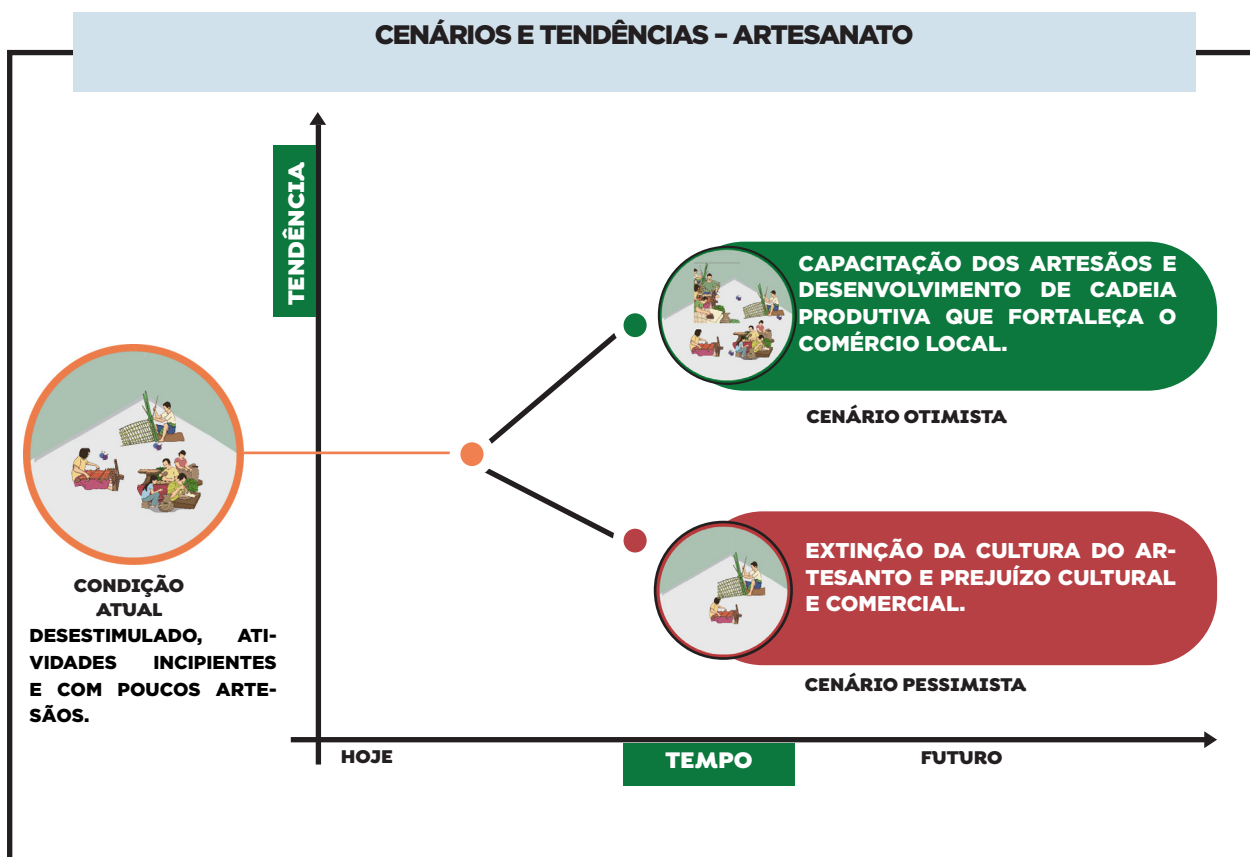 CENÁRIOS E TENDÊNCIAS – ARTESANATO
TENDÊNCIA
CAPACITAÇÃO DOS ARTESÃOS E
DESENVOLVIMENTO DE CADEIA
PRODUTIVA QUE FORTALEÇA O
COMÉRCIO LOCAL.
CENÁRIO OTIMISTA
CONDIÇÃO
ATUAL
DESESTIMULADO, ATI-
VIDADES INCIPIENTES
E COM POUCOS ARTE-
SÃOS.
EXTINÇÃO DA CULTURA DO AR-
TESANTO E PREJUÍZO CULTURAL
E COMERCIAL.
CENÁRIO PESSIMISTA
HOJE
TEMPO
FUTURO